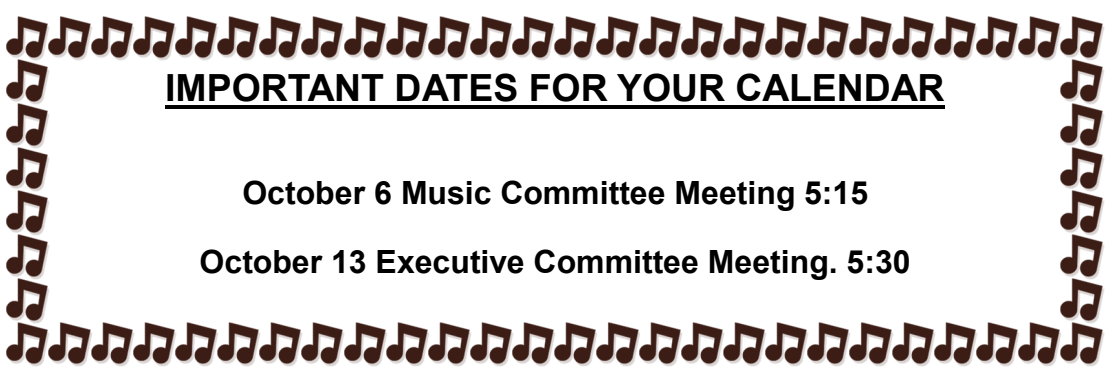 IMPORTANT DATES FOR YOUR CALENDAR
October 6 Music Committee Meeting 5:15
October 13 Executive Committee Meeting. 5:30